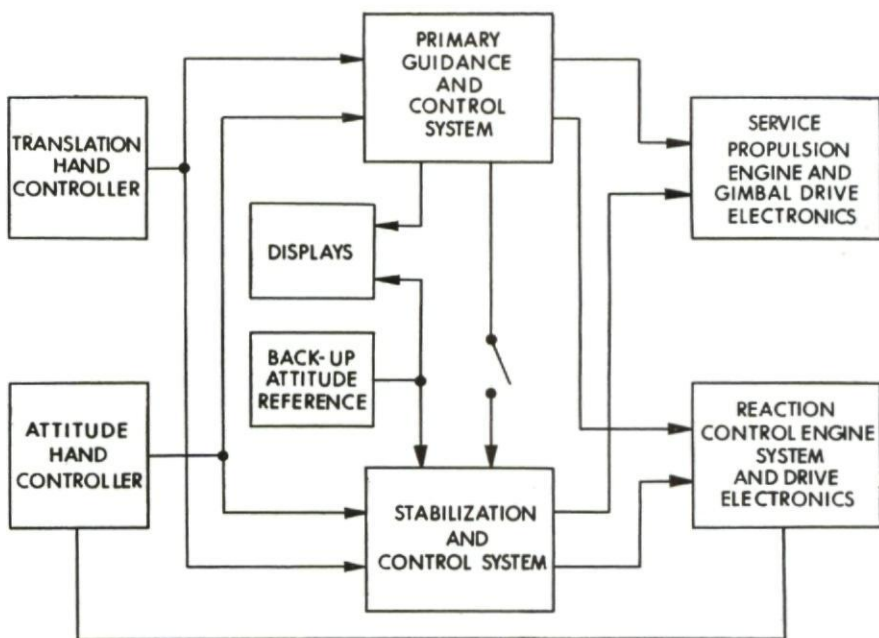 PRIMARY
GUIDANCE
AND
CONTROL
SYSTEM
TRANSLATION
HAND
CONTROLLER
SERVICE
PROPULSION
ENGINE AND
GIMBAL DRIVE
ELECTRONICS
DISPLAYS
BACK-UP
ATTITUDE
REFERENCE
ATTITUDE
HAND
CONTROLLER
REACTION
CONTROL ENGINE
SYSTEM
AND DRIVE
ELECTRONICS
STABILIZATION
AND
CONTROL SYSTEM